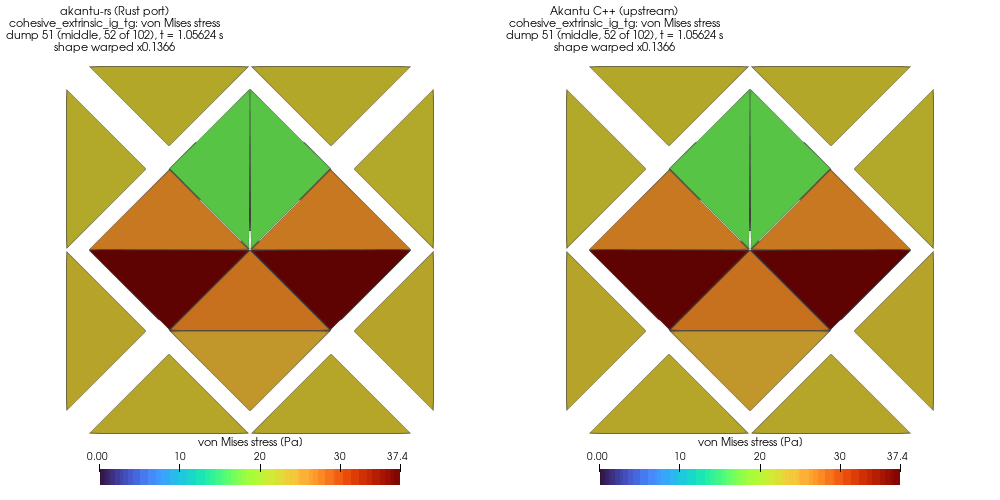 akantu-rs (Rust port)
cohesive_extrinsic_ig_tg: von Mises stress
dump 51 (middle, 52 of 102), t = 1.05624 s
shape warped x0.1366
von Mises stress [Pa]
0.00 10 20 30 37.4
Akantu C++ (upstream)
cohesive_extrinsic_ig_tg: von Mises stress
dump 51 (middle, 52 of 102), t = 1.05624 s
shape warped x0.1366
von Mises stress [Pa]
0.00 10 20 30 37.4